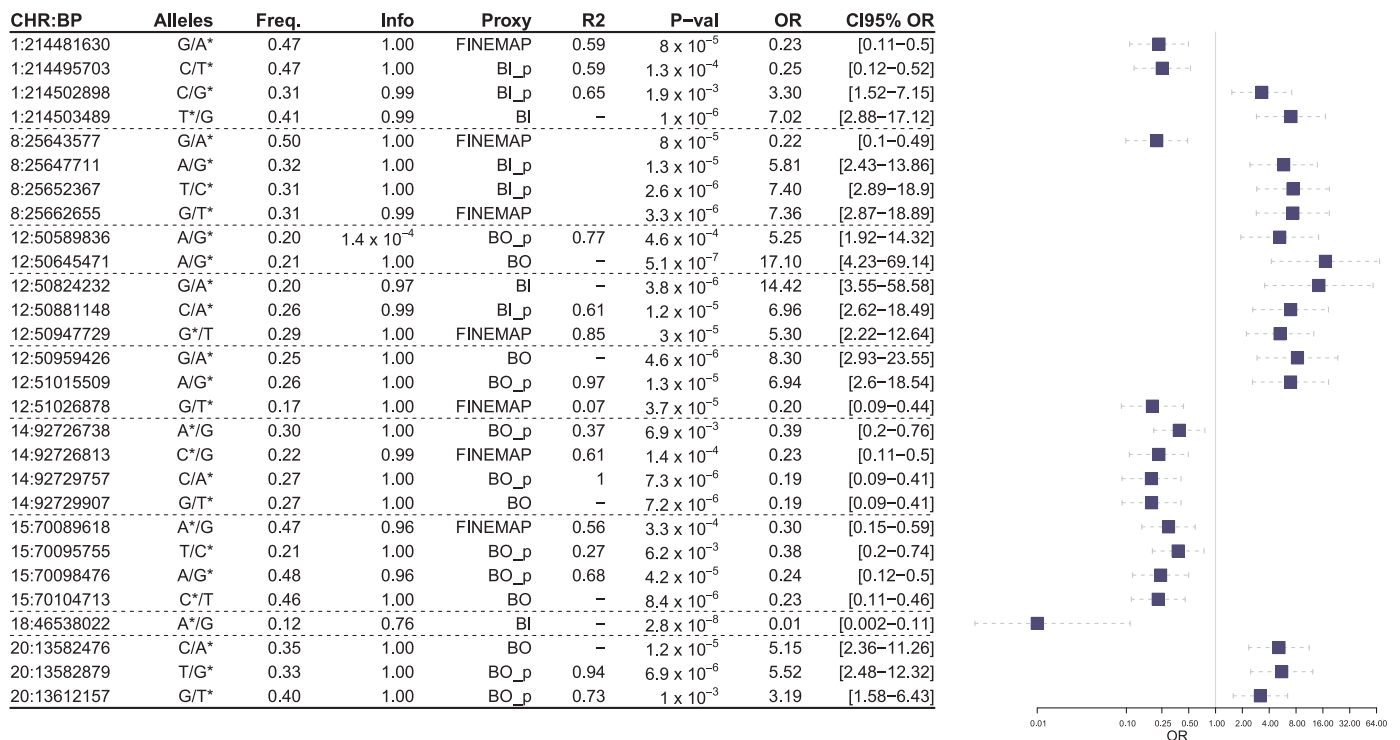 CHR:BP Alleles Freq. Info Proxy R2 P−val OR CI95% OR
1:214481630 G/A* 0.47 1.00 FINEMAP 0.59 8 x 10⁻⁵ 0.23 [0.11−0.5]
1:214495703 C/T* 0.47 1.00 BI_p 0.59 1.3 x 10⁻⁴ 0.25 [0.12−0.52]
1:214502898 C/G* 0.31 0.99 BI_p 0.65 1.9 x 10⁻³ 3.30 [1.52−7.15]
1:214503489 T*/G 0.41 0.99 BI − 1 x 10⁻⁶ 7.02 [2.88−17.12]
8:25643577 G/A* 0.50 1.00 FINEMAP 8 x 10⁻⁵ 0.22 [0.1−0.49]
8:25647711 A/G* 0.32 1.00 BI_p 1.3 x 10⁻⁵ 5.81 [2.43−13.86]
8:25652367 T/C* 0.31 1.00 BI_p 2.6 x 10⁻⁶ 7.40 [2.89−18.9]
8:25662655 G/T* 0.31 0.99 FINEMAP 3.3 x 10⁻⁶ 7.36 [2.87−18.89]
12:50589836 A/G* 0.20 1.4 x 10⁻⁴ BO_p 0.77 4.6 x 10⁻⁴ 5.25 [1.92−14.32]
12:50645471 A/G* 0.21 1.00 BO − 5.1 x 10⁻⁷ 17.10 [4.23−69.14]
12:50824232 G/A* 0.20 0.97 BI − 3.8 x 10⁻⁶ 14.42 [3.55−58.58]
12:50881148 C/A* 0.26 0.99 BI_p 0.61 1.2 x 10⁻⁵ 6.96 [2.62−18.49]
12:50947729 G*/T 0.29 1.00 FINEMAP 0.85 3 x 10⁻⁵ 5.30 [2.22−12.64]
12:50959426 G/A* 0.25 1.00 BO − 4.6 x 10⁻⁶ 8.30 [2.93−23.55]
12:51015509 A/G* 0.26 1.00 BO_p 0.97 1.3 x 10⁻⁵ 6.94 [2.6−18.54]
12:51026878 G/T* 0.17 1.00 FINEMAP 0.07 3.7 x 10⁻⁵ 0.20 [0.09−0.44]
14:92726738 A*/G 0.30 1.00 BO_p 0.37 6.9 x 10⁻³ 0.39 [0.2−0.76]
14:92726813 C*/G 0.22 0.99 FINEMAP 0.61 1.4 x 10⁻⁴ 0.23 [0.11−0.5]
14:92729757 C/A* 0.27 1.00 BO_p 1 7.3 x 10⁻⁶ 0.19 [0.09−0.41]
14:92729907 G/T* 0.27 1.00 BO − 7.2 x 10⁻⁶ 0.19 [0.09−0.41]
15:70089618 A*/G 0.47 0.96 FINEMAP 0.56 3.3 x 10⁻⁴ 0.30 [0.15−0.59]
15:70095755 T/C* 0.21 1.00 BO_p 0.27 6.2 x 10⁻³ 0.38 [0.2−0.74]
15:70098476 A/G* 0.48 0.96 BO_p 0.68 4.2 x 10⁻⁵ 0.24 [0.12−0.5]
15:70104713 C*/T 0.46 1.00 BO − 8.4 x 10⁻⁶ 0.23 [0.11−0.46]
18:46538022 A*/G 0.12 0.76 BI − 2.8 x 10⁻⁸ 0.01 [0.002−0.11]
20:13582476 C/A* 0.35 1.00 BO − 1.2 x 10⁻⁵ 5.15 [2.36−11.26]
20:13582879 T/G* 0.33 1.00 BO_p 0.94 6.9 x 10⁻⁶ 5.52 [2.48−12.32]
20:13612157 G/T* 0.40 1.00 BO_p 0.73 1 x 10⁻³ 3.19 [1.58−6.43]
0.01 0.10 0.25 0.50 1.00 2.00 4.00 8.00 16.00 32.00 64.00
OR